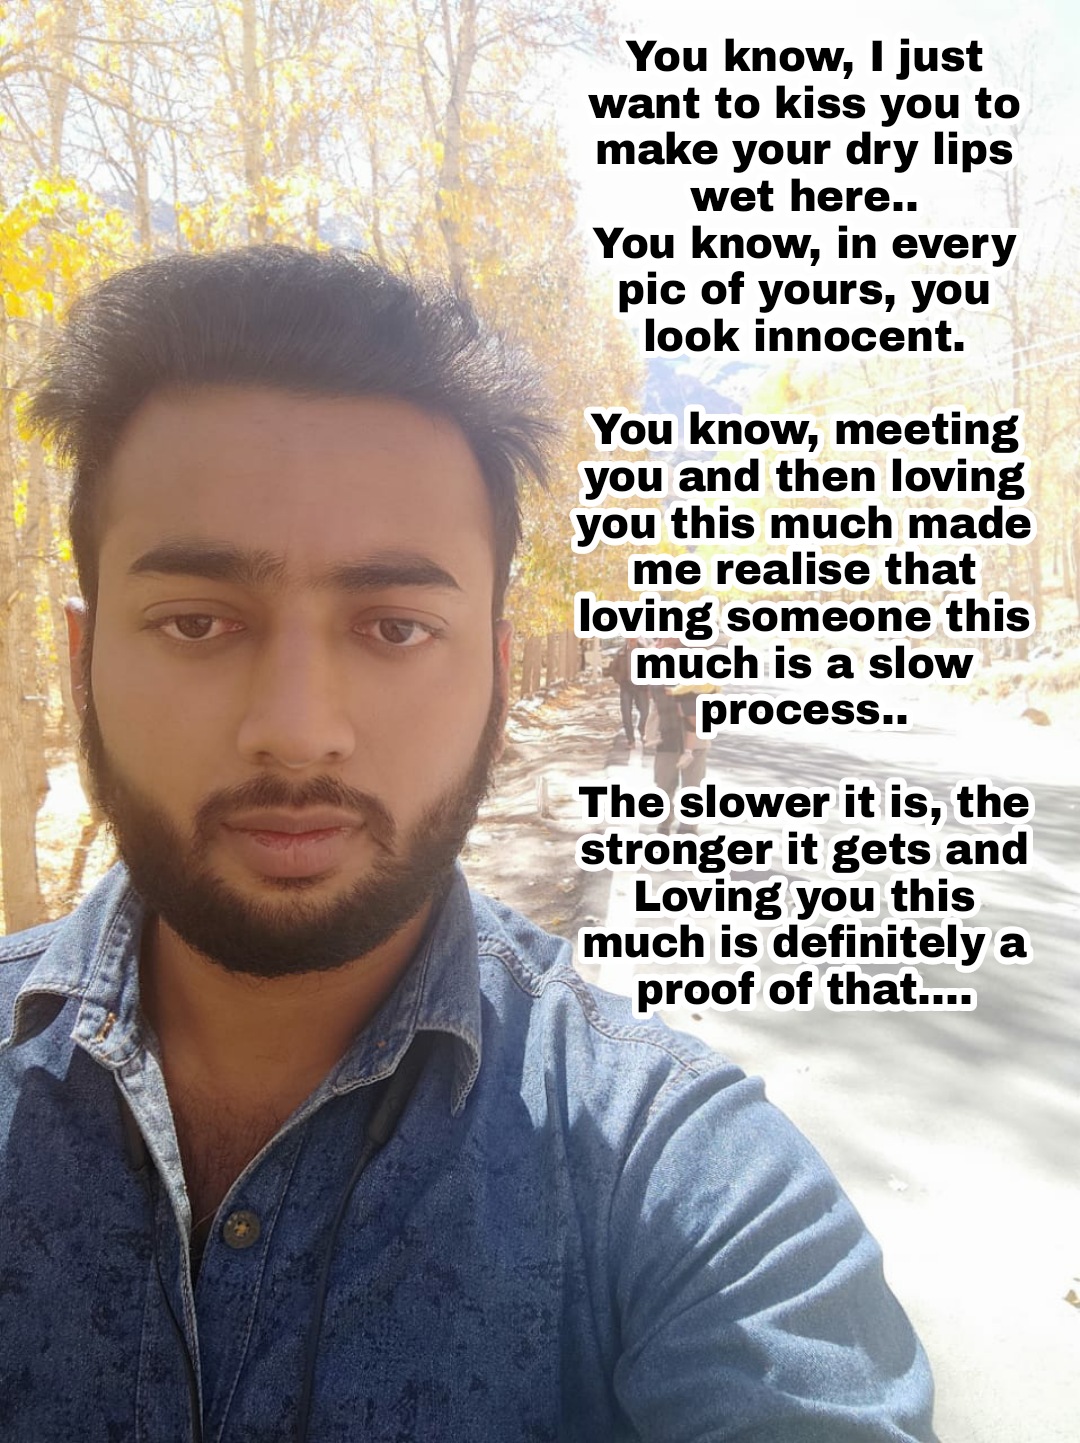 You know, I just
want to kiss you to
make your dry lips
wet here..
You know, in every
pic of yours, you
look innocent.
You know, meeting
you and then loving
you this much made
me realise that
loving someone this
much is a slow
process..
The slower it is, the
stronger it gets and
Loving you this
much is definitely a
proof of that....